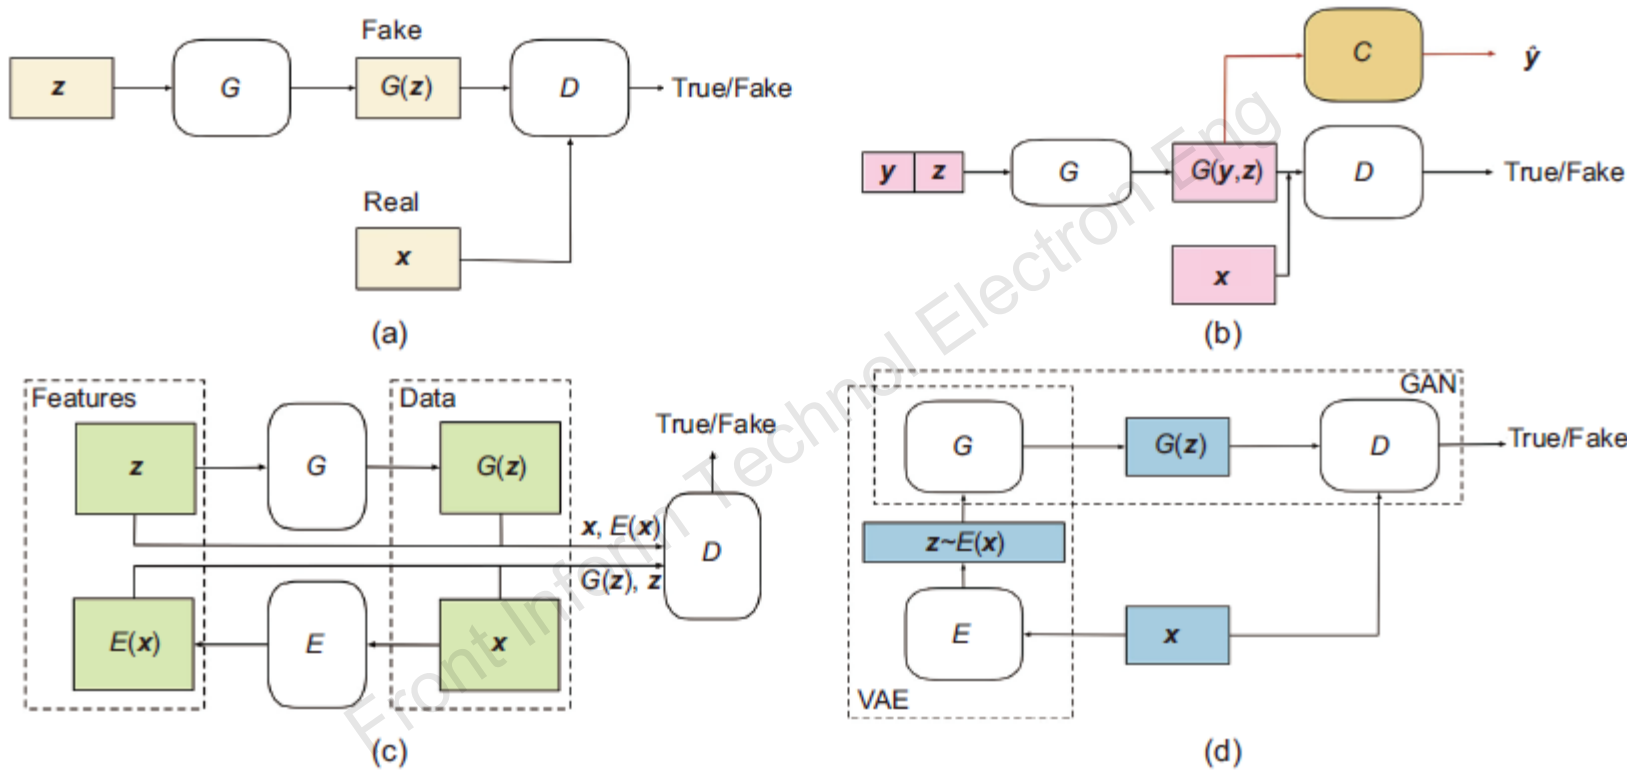 Fake
z
G
G(z)
D
True/Fake
Real
x
(a)
C
ŷ
y
z
G
G(y,z)
D
True/Fake
x
(b)
Features
Data
z
G
G(z)
True/Fake
x, E(x)
G(z), z
D
E(x)
E
x
(c)
GAN
G
G(z)
D
True/Fake
z~E(x)
E
x
VAE
(d)
Front Inform Technol Electron Eng